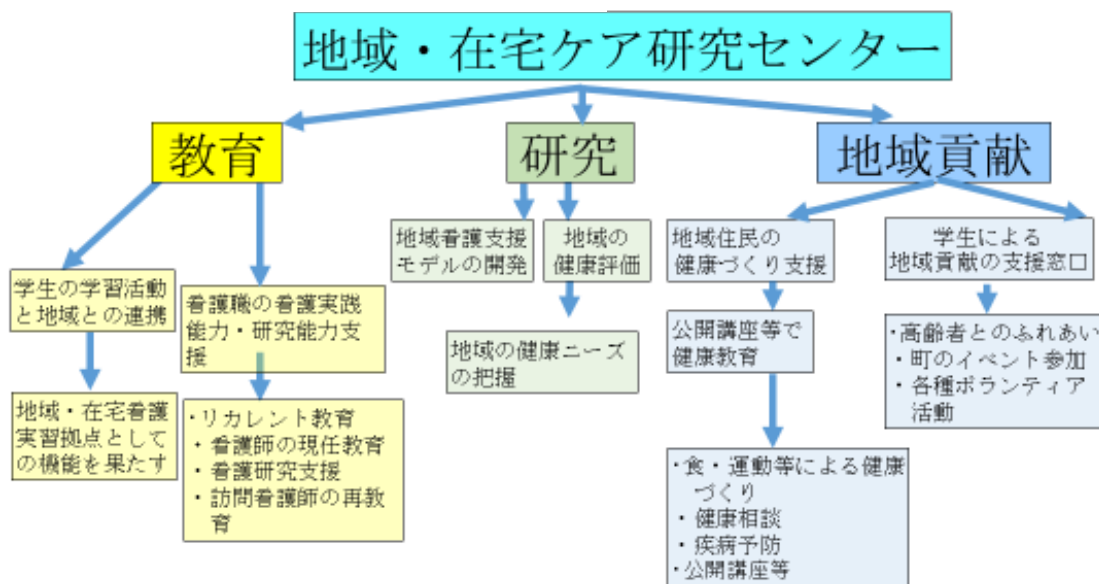 地域・在宅ケア研究センター
教育
研究
地域貢献
学生の学習活動
と地域との連携
地域・在宅看護
実習拠点として
の機能を果たす
看護職の看護実践
能力・研究能力支
援
・リカレント教育
・看護師の現任教育
・看護研究支援
・訪問看護師の再教
育
地域看護支援
モデルの開発
地域の
健康評価
地域の健康ニーズ
の把握
地域住民の
健康づくり支援
公開講座等で
健康教育
・食・運動等による健康
づくり
・健康相談
・疾病予防
・公開講座等
学生による
地域貢献の支援窓口
・高齢者とのふれあい
・町のイベント参加
・各種ボランティア
活動